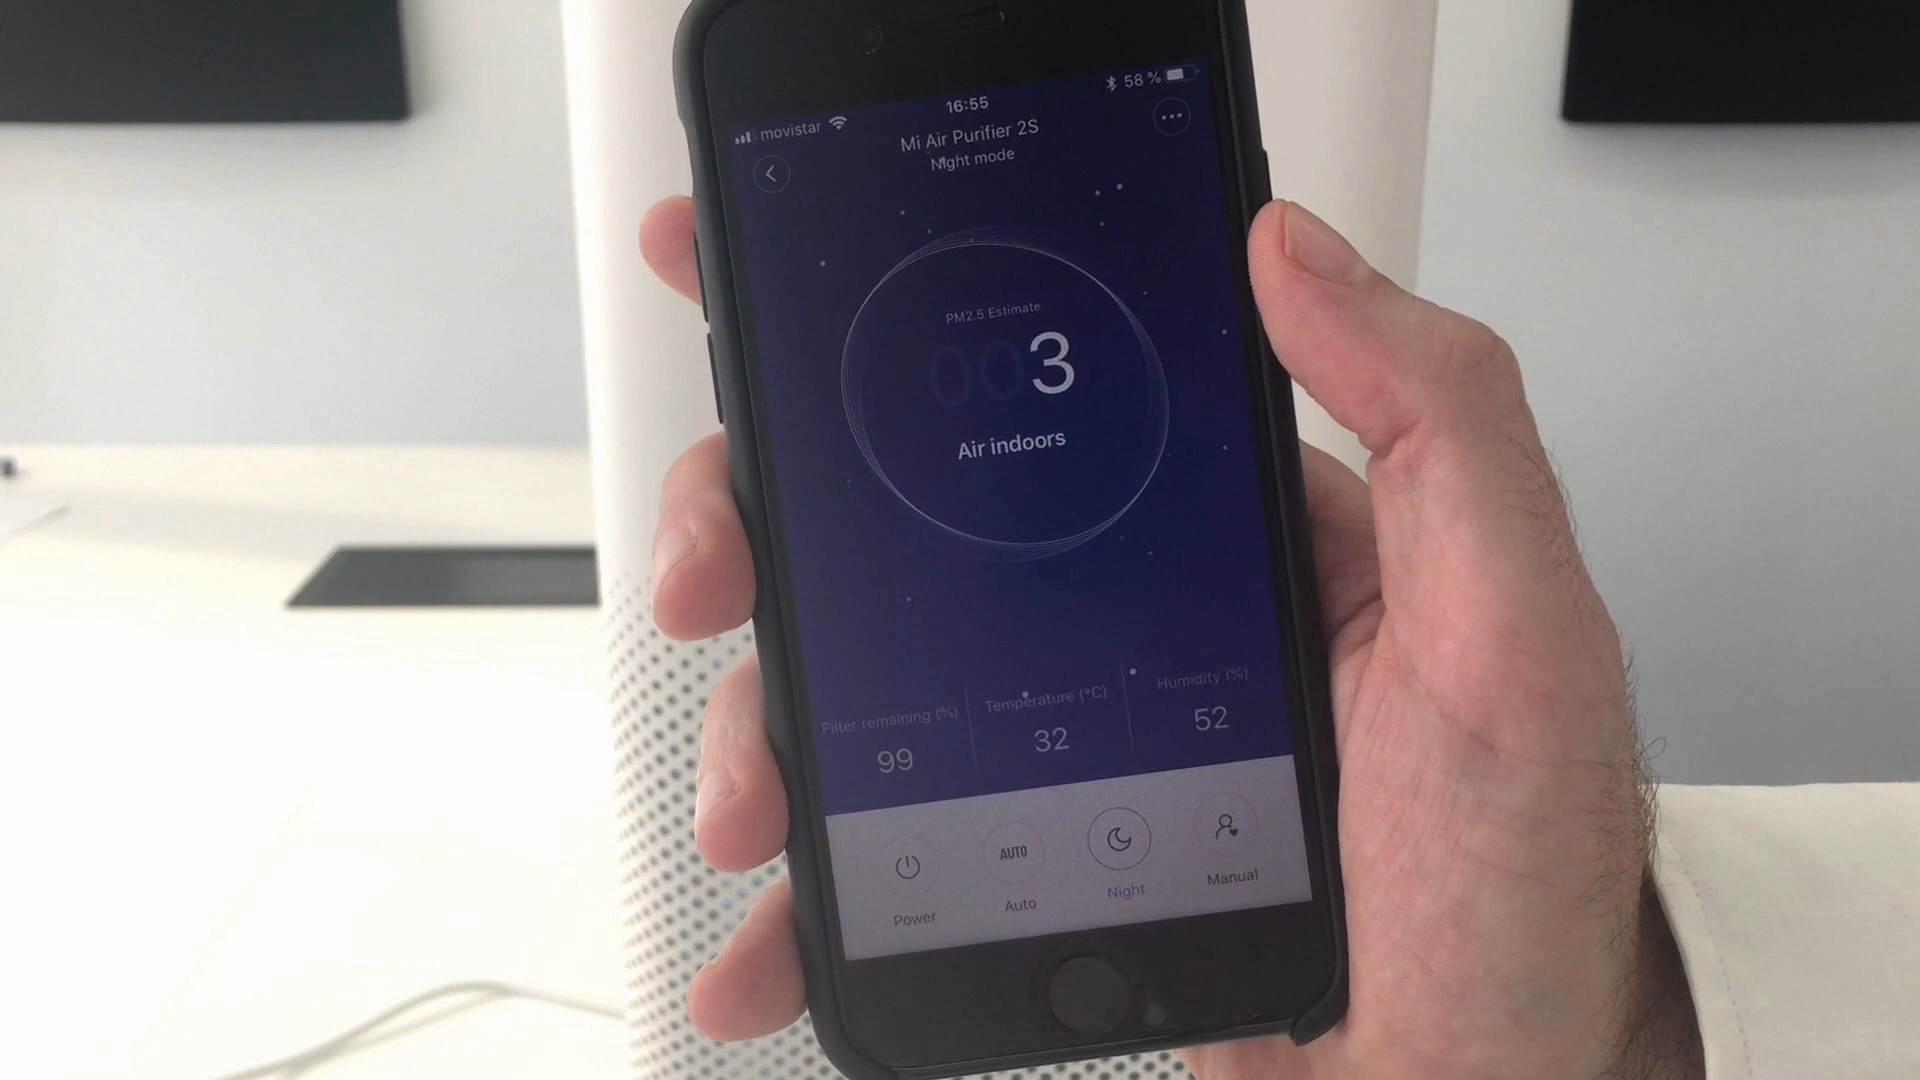 movistar
16:55
58 %
Mi Air Purifier 2S
Night mode
PM2.5 Estimate
003
Air indoors
Filter remaining (%)
99
Temperature (°C)
32
Humidity (%)
52
AUTO
Power
Auto
Night
Manual